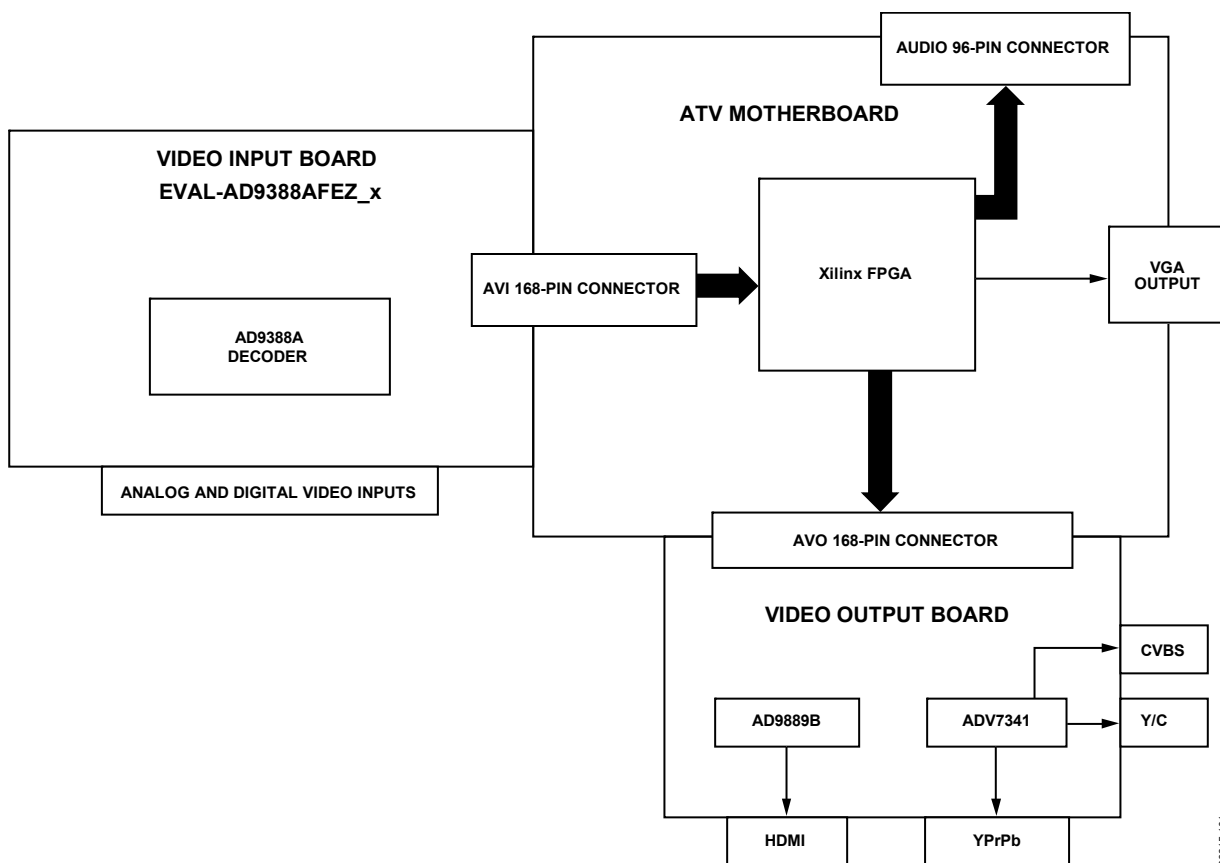 AUDIO 96-PIN CONNECTOR
ATV MOTHERBOARD
VIDEO INPUT BOARD
EVAL-AD9388AFEZ_x
AVI 168-PIN CONNECTOR
Xilinx FPGA
VGA
OUTPUT
AD9388A
DECODER
ANALOG AND DIGITAL VIDEO INPUTS
AVO 168-PIN CONNECTOR
VIDEO OUTPUT BOARD
CVBS
AD9889B
ADV7341
Y/C
HDMI
YPrPb